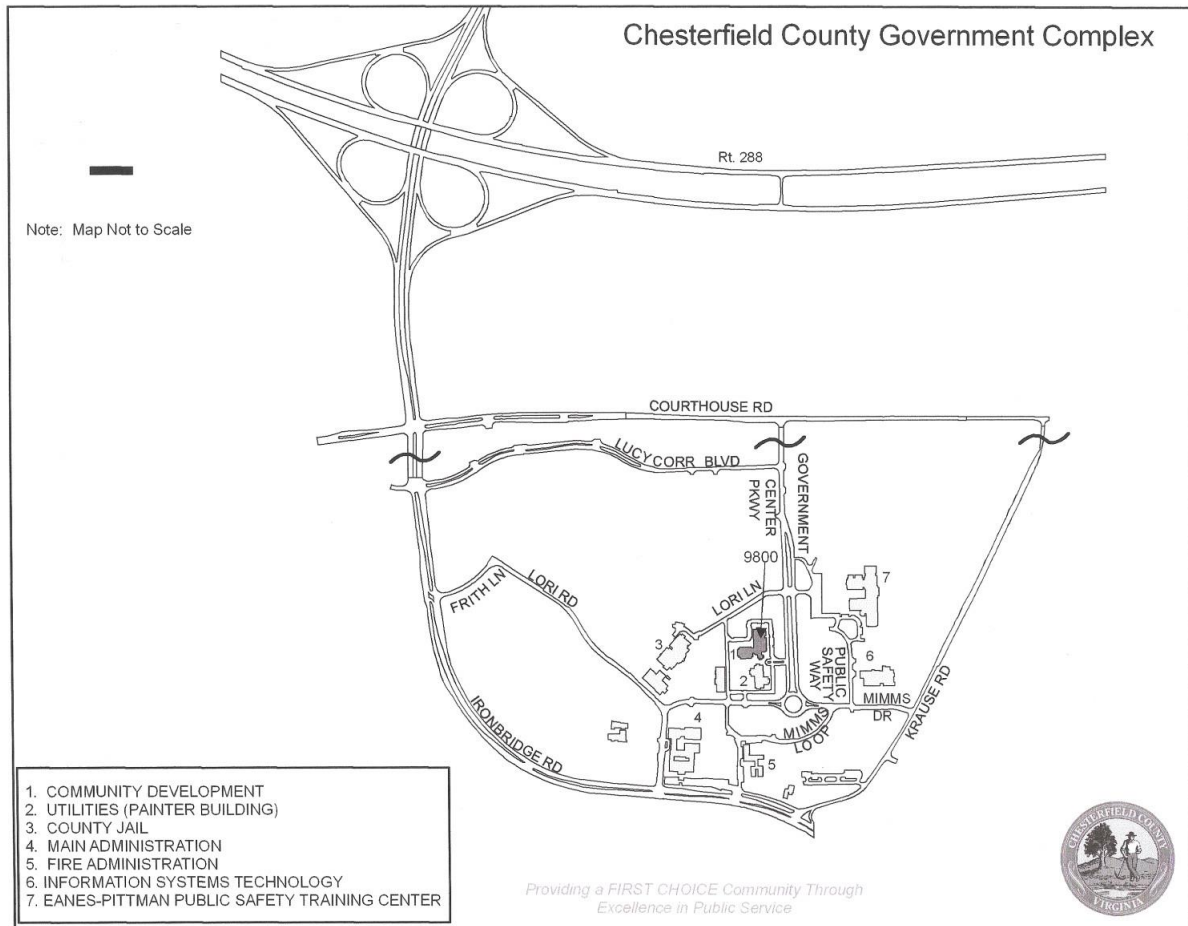 Chesterfield County Government Complex
Rt. 288
Note: Map Not to Scale
COURTHOUSE RD
LUCY CORR BLVD
GOVERNMENT
CENTER
PKWY
9800
7
FRITH LN
LORI RD
LORI LN
3
1
2
PUBLIC
SAFETY
WAY
6
MIMMS
DR
KRAUSE RD
IRONBRIDGE RD
4
MIMMS
LOOP
5
1. COMMUNITY DEVELOPMENT
2. UTILITIES (PAINTER BUILDING)
3. COUNTY JAIL
4. MAIN ADMINISTRATION
5. FIRE ADMINISTRATION
6. INFORMATION SYSTEMS TECHNOLOGY
7. EANES-PITTMAN PUBLIC SAFETY TRAINING CENTER
Providing a FIRST CHOICE Community Through
Excellence in Public Service
CHESTERFIELD COUNTY
VIRGINIA